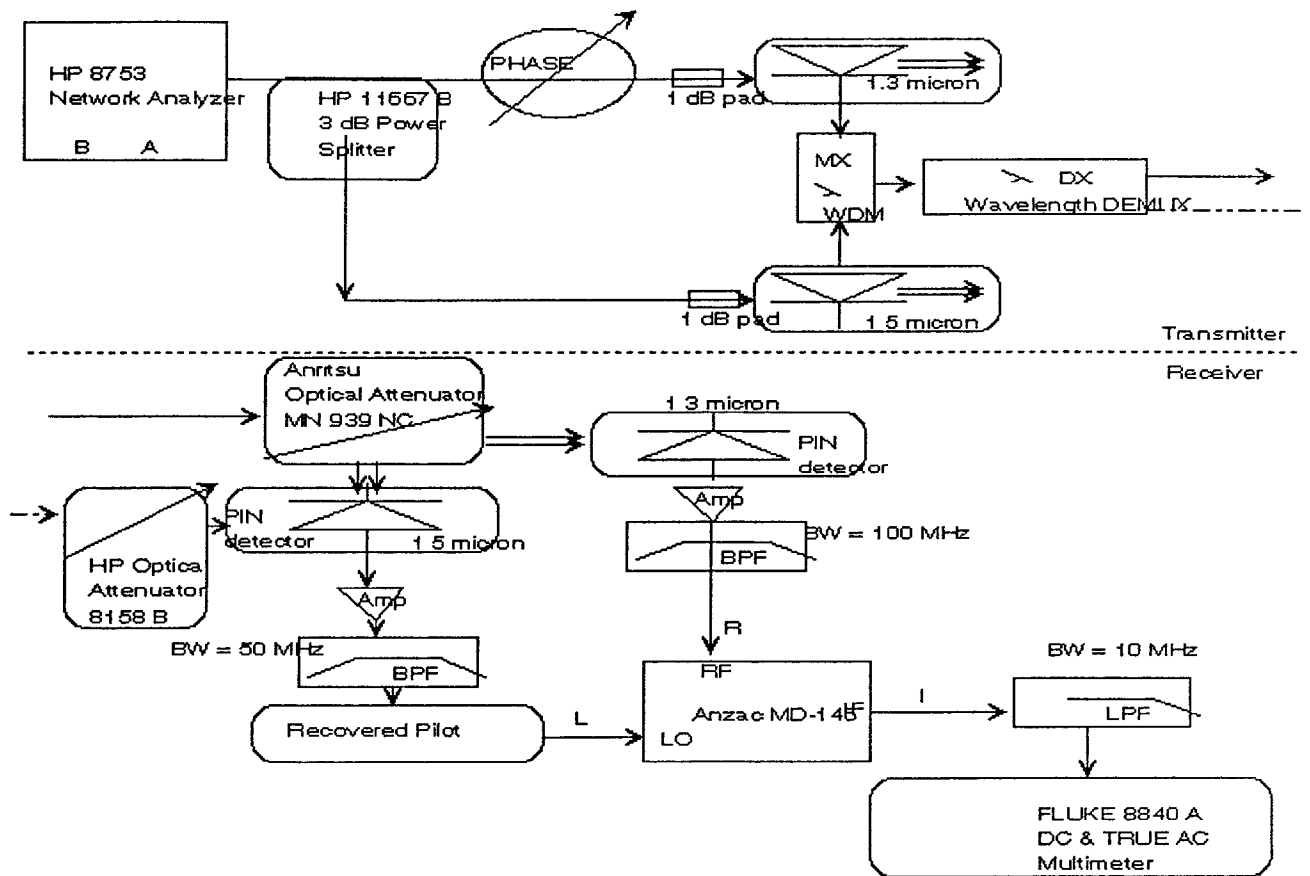 HP 8753
Network Analyzer
B A
HP 11667 B
3 dB Power
Splitter
PHASE
1 dB pad
1.3 micron
MX
WDM
DX
Wavelength DEMUX
1 dB pad
1 5 micron
Transmitter
Receiver
Anritsu
Optical Attenuator
MN 939 NC
1 3 micron
PIN
detector
Amp
BW = 100 MHz
BPF
PIN
detector
1 5 micron
HP Optical
Attenuator
8158 B
Amp
BW = 50 MHz
BPF
Recovered Pilot
L
R
RF
Anzac MD-148
IF
LO
I
BW = 10 MHz
LPF
FLUKE 8840 A
DC & TRUE AC
Multimeter